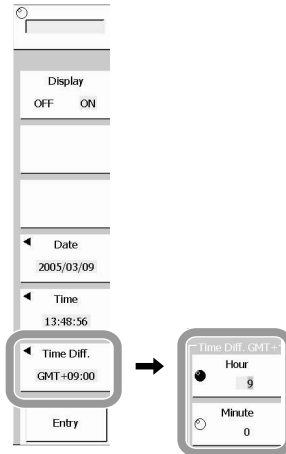 Display
OFF ON
Date
2005/03/09
Time
13:48:56
Time Diff.
GMT+09:00
Entry
Time Diff. GMT+
Hour
9
Minute
0